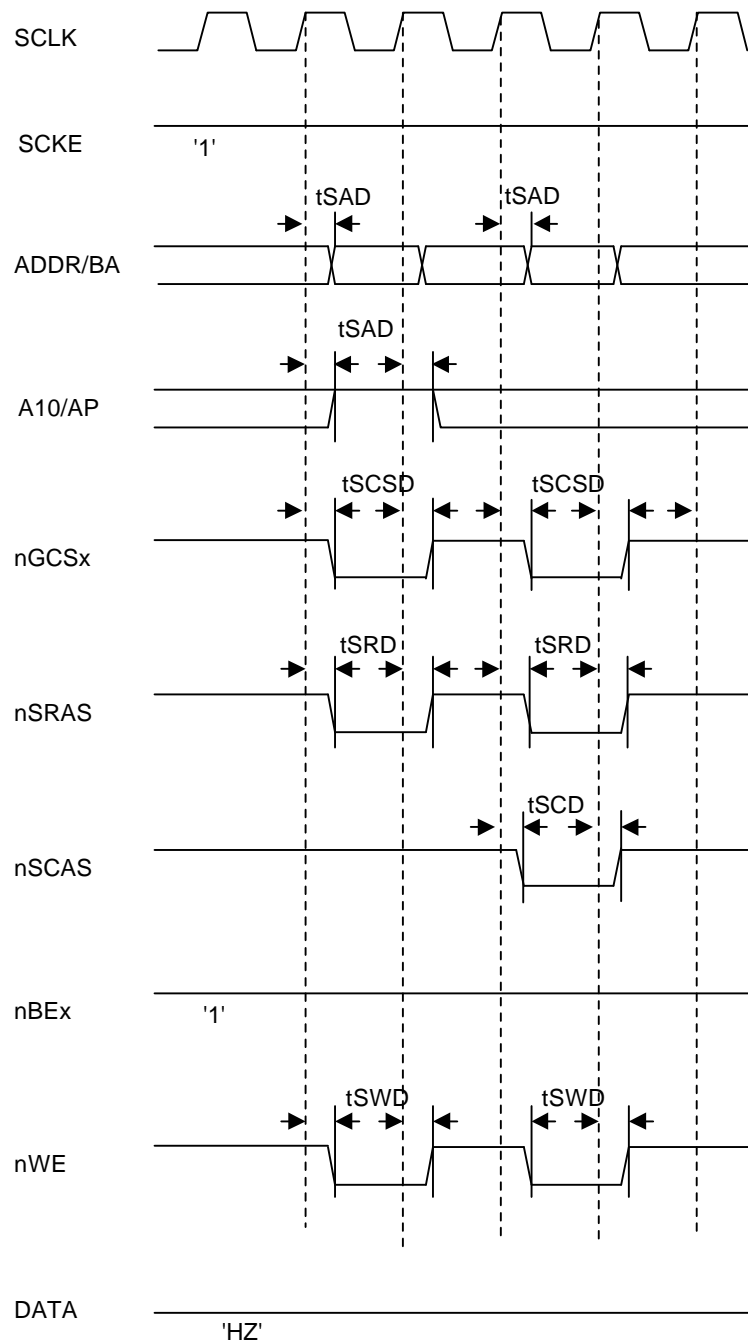 SCLK
SCKE
'1'
tSAD tSAD
ADDR/BA
tSAD
A10/AP
tSCSD tSCSD
nGCSx
tSRD tSRD
nSRAS
tSCD
nSCAS
nBEx
'1'
tSWD tSWD
nWE
DATA
'HZ'